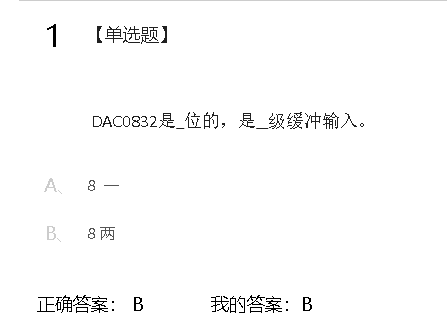 1 【单选题】
DAC0832是_位的，是__级缓冲输入。
A、 8 一
B、 8 两
正确答案： B 我的答案： B